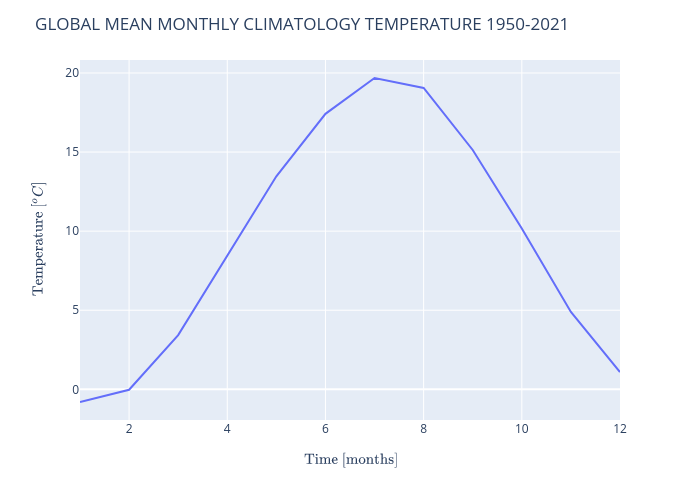 GLOBAL MEAN MONTHLY CLIMATOLOGY TEMPERATURE 1950-2021
20
15
10
5
0
Temperature [°C]
2 4 6 8 10 12
Time [months]